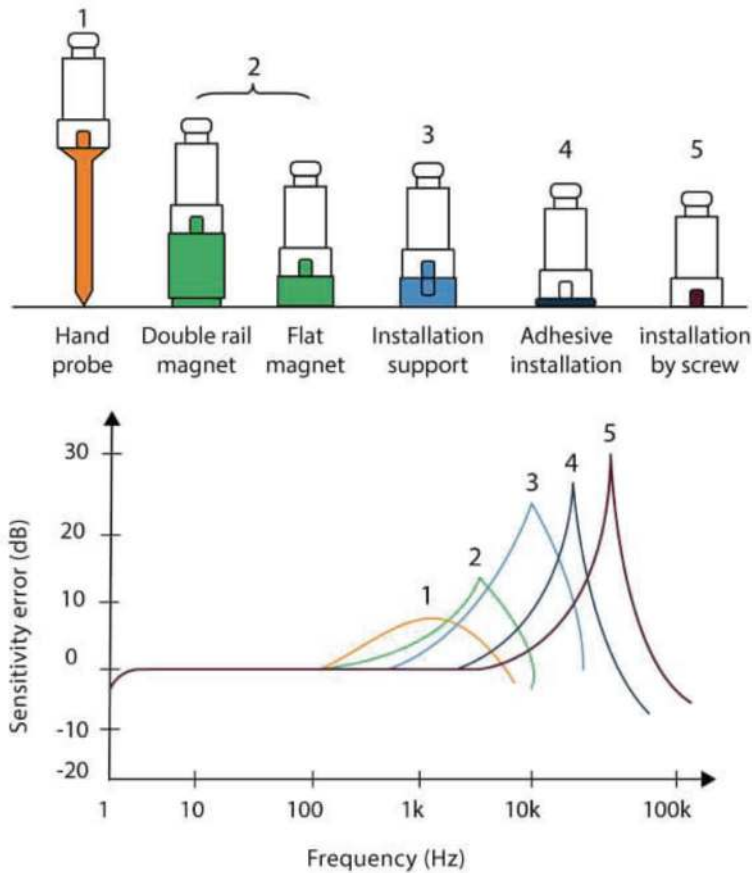 1
2
3
4
5
Hand
probe
Double rail
magnet
Flat
magnet
Installation
support
Adhesive
installation
installation
by screw
Sensitivity error (dB)
30
20
10
0
-10
-20
1
2
3
4
5
1 10 100 1k 10k 100k
Frequency (Hz)